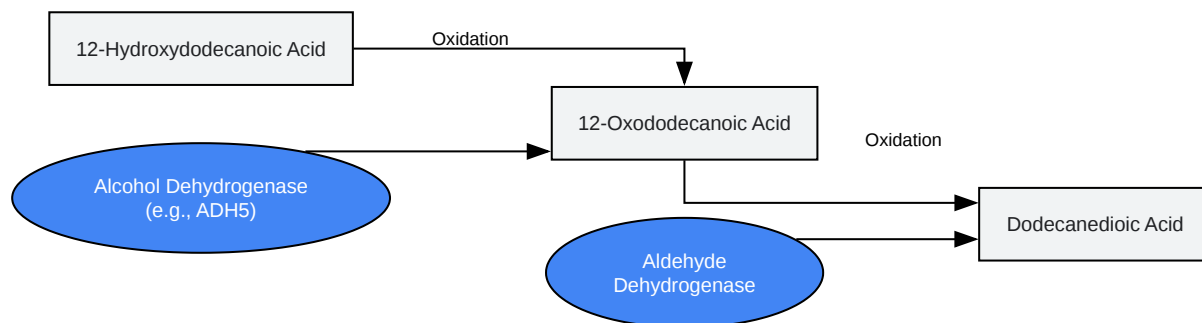 12-Hydroxydodecanoic Acid
Oxidation
12-Oxododecanoic Acid
Oxidation
Alcohol Dehydrogenase
(e.g., ADH5)
Dodecanedioic Acid
Aldehyde
Dehydrogenase